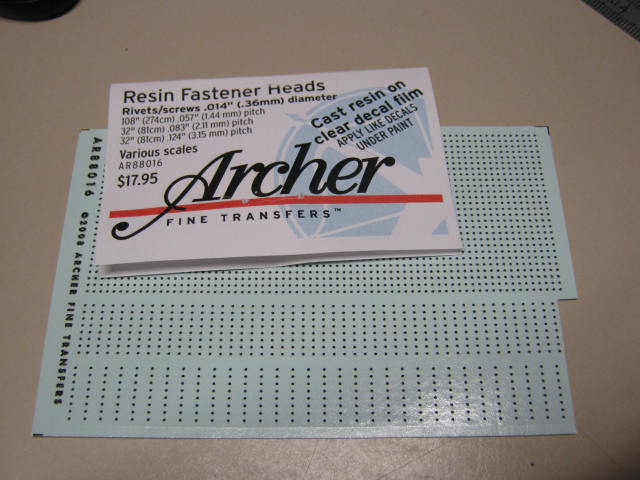 Resin Fastener Heads
Rivets/screws .014" (.36mm) diameter
108" (274cm) .057" (1.44 mm) pitch
32" (81cm) .083" (2.11 mm) pitch
32" (81cm) .124" (3.15 mm) pitch
Various scales
AR88016
$17.95
Cast resin on
clear decal film
APPLY LIKE DECALS
UNDER PAINT
Archer
FINE TRANSFERS™
AR88016 ©2008 ARCHER FINE TRANSFERS